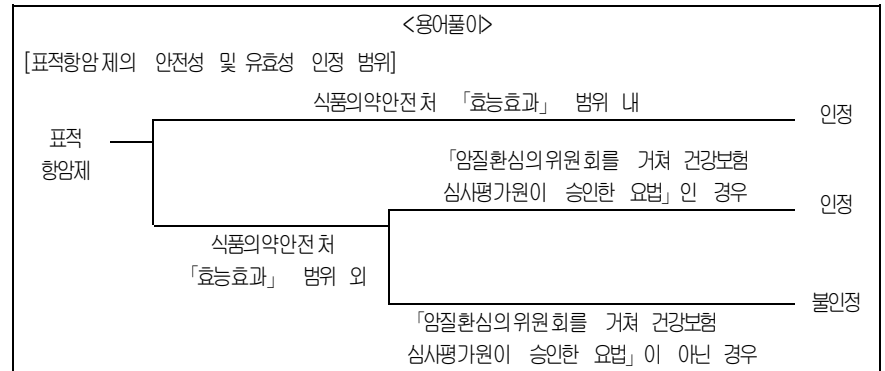 <용어풀이>
[표적항암제의 안전성 및 유효성 인정 범위]
식품의약안전처 「효능효과」 범위 내
인정
표적
항암제
「암질환심의위원회를 거쳐 건강보험
심사평가원이 승인한 요법」인 경우
인정
식품의약안전처
「효능효과」 범위 외
불인정
「암질환심의위원회를 거쳐 건강보험
심사평가원이 승인한 요법」이 아닌 경우